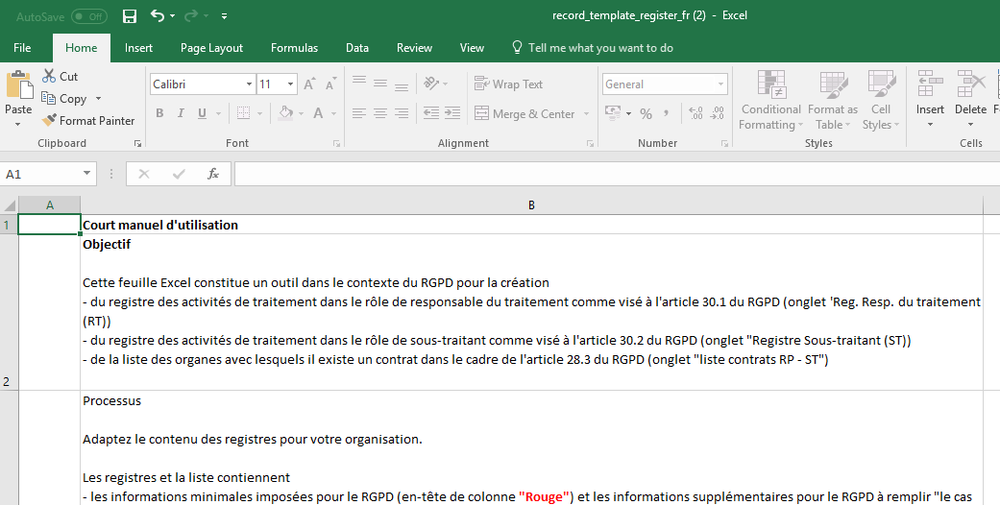 AutoSave Off record_template_register_fr (2) - Excel
File Home Insert Page Layout Formulas Data Review View Tell me what you want to do
Paste Cut Copy Format Painter
Calibri 11
B I U A
Wrap Text
Merge & Center
General
% , .00 .0
Conditional Formatting Format as Table Cell Styles
Insert Delete
Clipboard Font Alignment Number Styles Cells
A1 fx
A B
1 Court manuel d'utilisation
Objectif
Cette feuille Excel constitue un outil dans le contexte du RGPD pour la création
- du registre des activités de traitement dans le rôle de responsable du traitement comme visé à l'article 30.1 du RGPD (onglet 'Reg. Resp. du traitement
(RT))
- du registre des activités de traitement dans le rôle de sous-traitant comme visé à l'article 30.2 du RGPD (onglet "Registre Sous-traitant (ST))
- de la liste des organes avec lesquels il existe un contrat dans le cadre de l'article 28.3 du RGPD (onglet "liste contrats RP - ST")
2
Processus
Adaptez le contenu des registres pour votre organisation.
Les registres et la liste contiennent
- les informations minimales imposées pour le RGPD (en-tête de colonne "Rouge") et les informations supplémentaires pour le RGPD à remplir "le cas